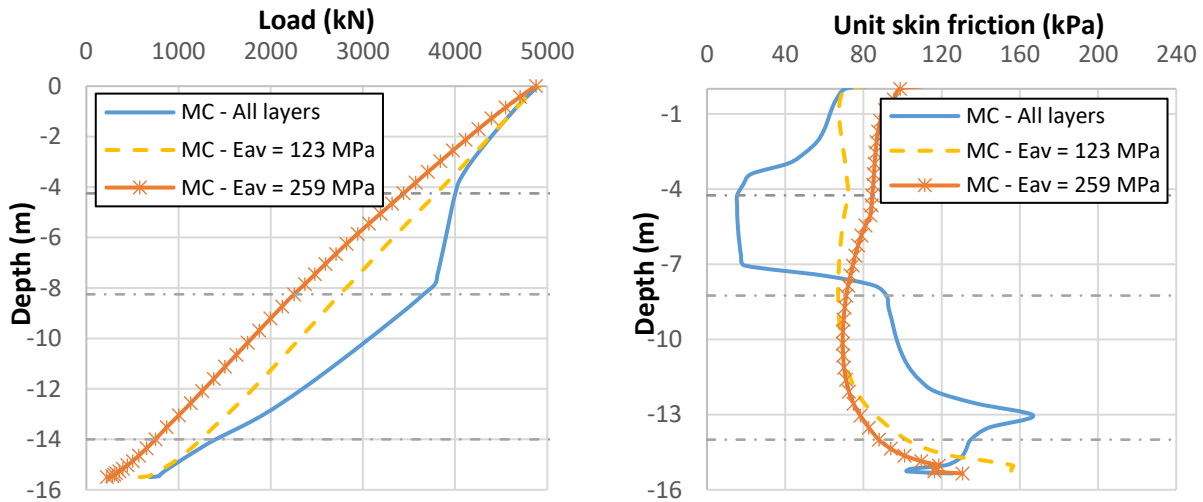 Load (kN)
0 1000 2000 3000 4000 5000
0
-2
-4
-6
-8
-10
-12
-14
-16
Depth (m)
MC - All layers
MC - Eav = 123 MPa
MC - Eav = 259 MPa
Unit skin friction (kPa)
0 40 80 120 160 200 240
-1
-4
-7
-10
-13
-16
Depth (m)
MC - All layers
MC - Eav = 123 MPa
MC - Eav = 259 MPa